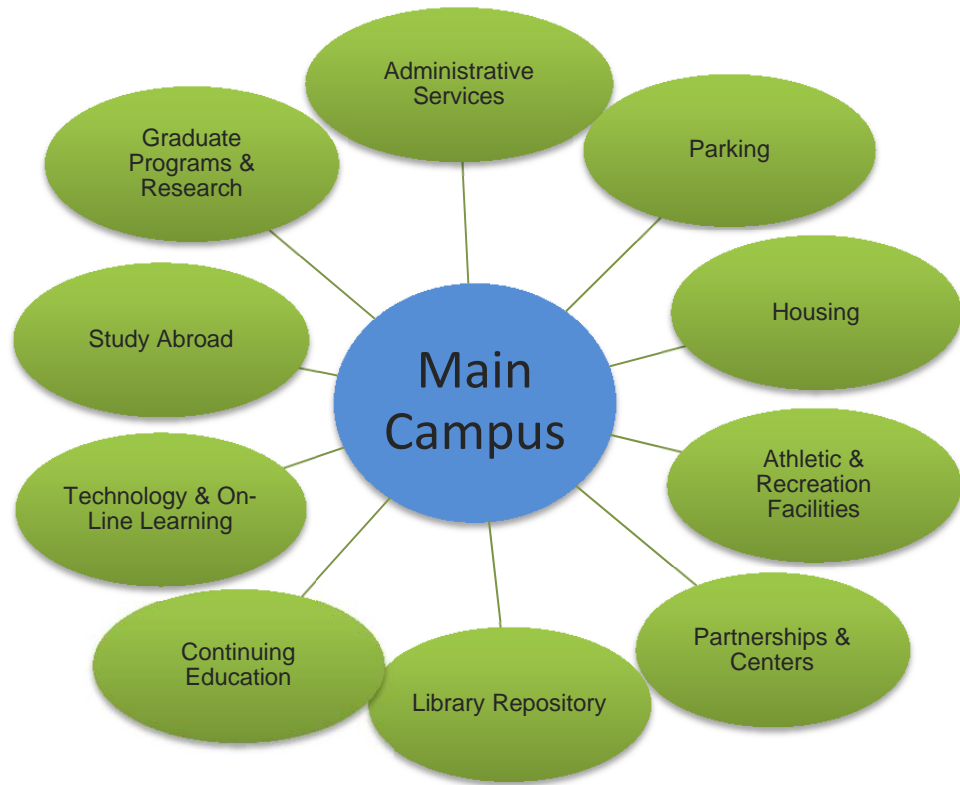 Administrative
Services
Parking
Housing
Athletic &
Recreation
Facilities
Partnerships &
Centers
Library Repository
Continuing
Education
Technology & On-
Line Learning
Study Abroad
Graduate
Programs &
Research
Main
Campus